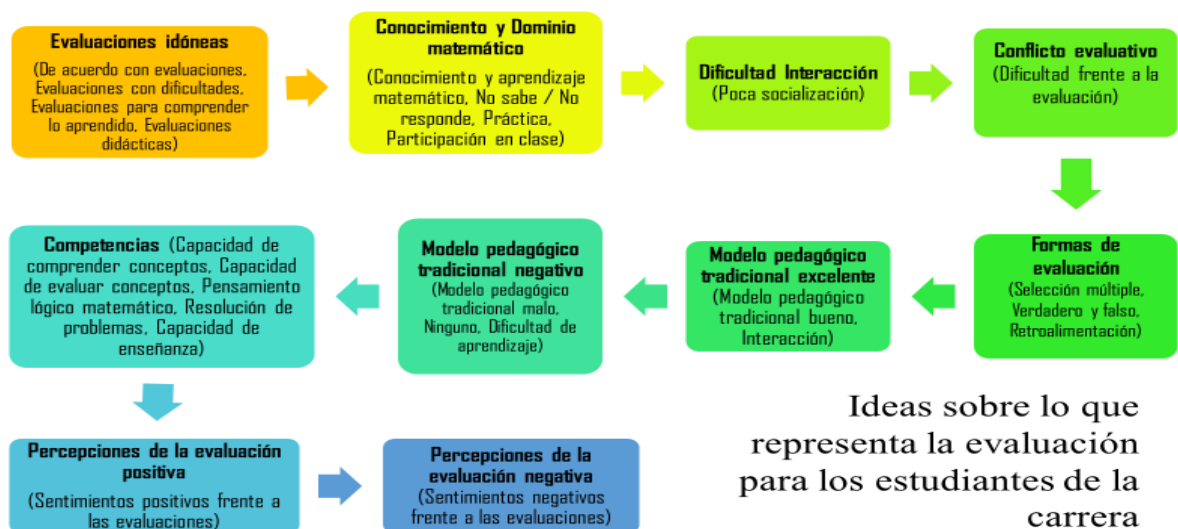 Evaluaciones idóneas
(De acuerdo con evaluaciones,
Evaluaciones con dificultades,
Evaluaciones para comprender
lo aprendido, Evaluaciones
didácticas)
Conocimiento y Dominio
matemático
(Conocimiento y aprendizaje
matemático, No sabe / No
responde, Práctica,
Participación en clase)
Dificultad Interacción
(Poca socialización)
Conflicto evaluativo
(Dificultad frente a la
evaluación)
Formas de
evaluación
(Selección múltiple,
Verdadero y falso,
Retroalimentación)
Modelo pedagógico
tradicional excelente
(Modelo pedagógico
tradicional bueno,
Interacción)
Modelo pedagógico
tradicional negativo
(Modelo pedagógico
tradicional malo,
Ninguno, Dificultad de
aprendizaje)
Competencias (Capacidad de
comprender conceptos, Capacidad
de evaluar conceptos, Pensamiento
lógico matemático, Resolución de
problemas, Capacidad de
enseñanza)
Percepciones de la evaluación
positiva
(Sentimientos positivos frente a
las evaluaciones)
Percepciones de la
evaluación negativa
(Sentimientos negativos
frente a las evaluaciones)
Ideas sobre lo que
representa la evaluación
para los estudiantes de la
carrera